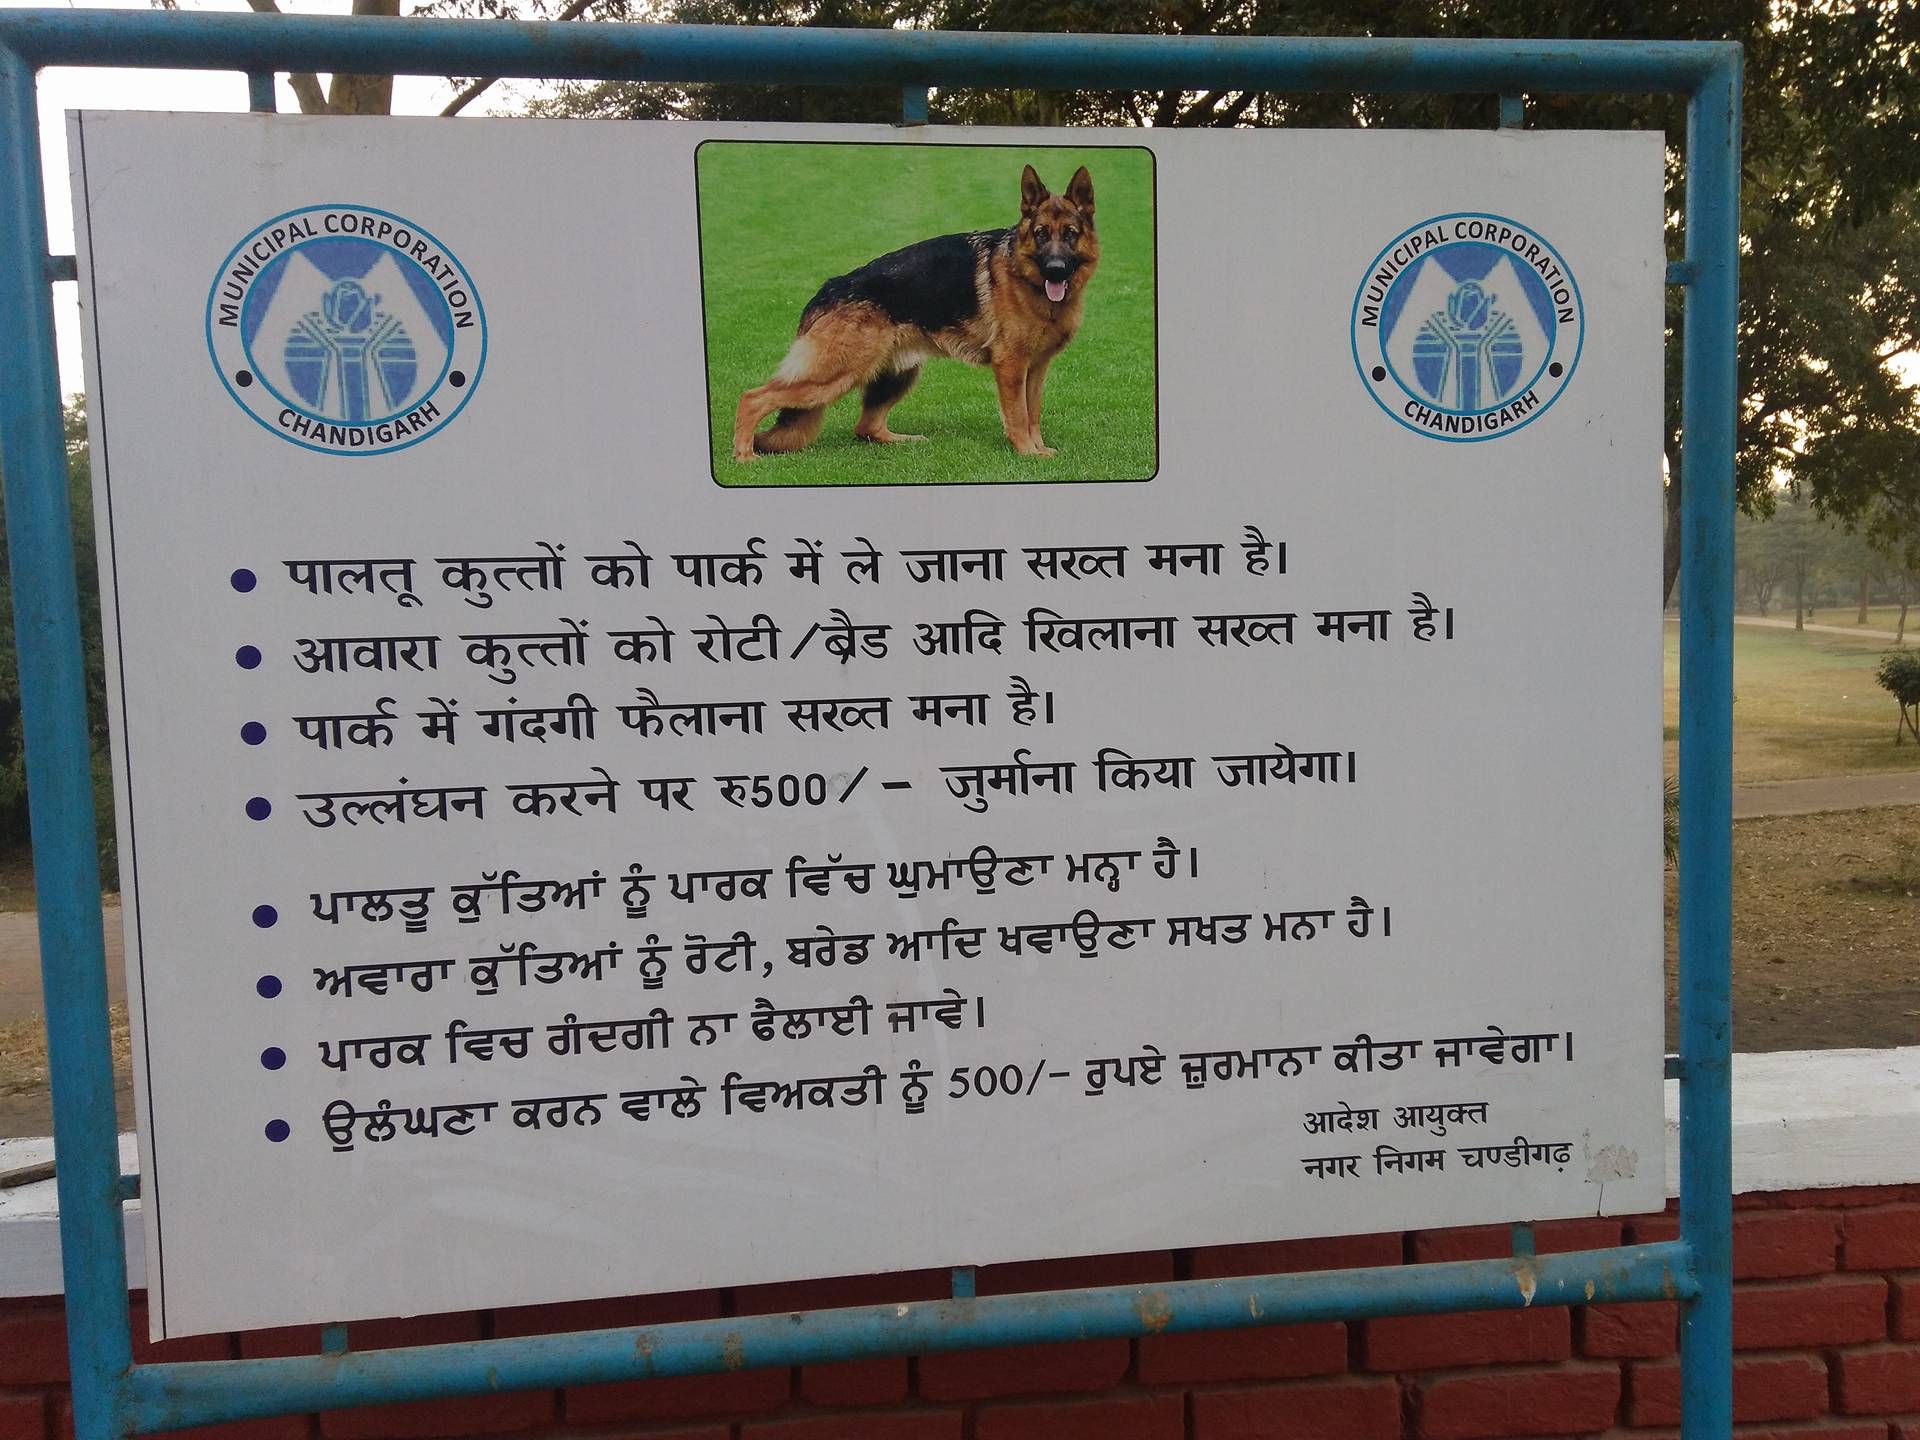 MUNICIPAL CORPORATION
CHANDIGARH
MUNICIPAL CORPORATION
CHANDIGARH
• पालतू कुत्तों को पार्क में ले जाना सख्त मना है।
• आवारा कुत्तों को रोटी/ब्रैड आदि खिलाना सख्त मना है।
• पार्क में गंदगी फैलाना सख्त मना है।
• उल्लंघन करने पर रु500/- जुर्माना किया जायेगा।
• ਪਾਲਤੂ ਕੁੱਤਿਆਂ ਨੂੰ ਪਾਰਕ ਵਿੱਚ ਘੁਮਾਉਣਾ ਮਨ੍ਹਾ ਹੈ।
• ਅਵਾਰਾ ਕੁੱਤਿਆਂ ਨੂੰ ਰੋਟੀ, ਬਰੇਡ ਆਦਿ ਖਵਾਉਣਾ ਸਖਤ ਮਨਾ ਹੈ।
• ਪਾਰਕ ਵਿਚ ਗੰਦਗੀ ਨਾ ਫੈਲਾਈ ਜਾਵੇ।
• ਉਲੰਘਣਾ ਕਰਨ ਵਾਲੇ ਵਿਅਕਤੀ ਨੂੰ 500/- ਰੁਪਏ ਜ਼ੁਰਮਾਨਾ ਕੀਤਾ ਜਾਵੇਗਾ।
आदेश आयुक्त
नगर निगम चण्डीगढ़